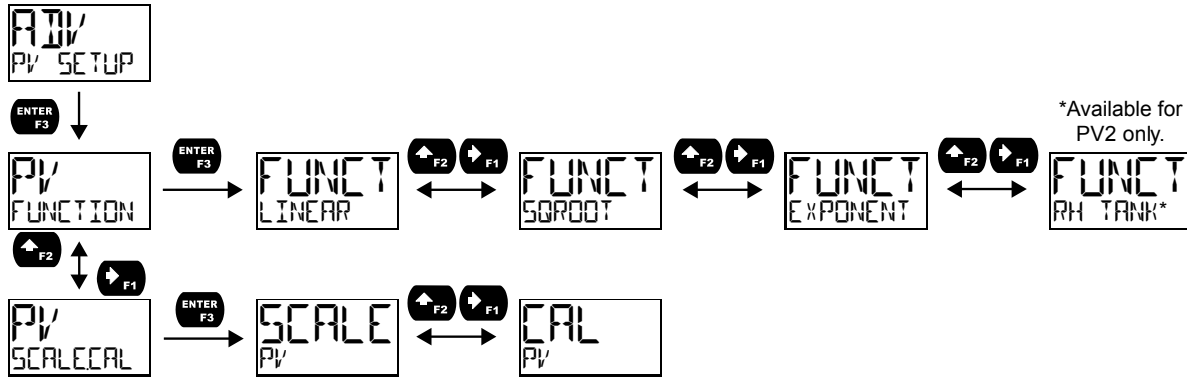 ADV
PV SETUP
ENTER
F3
*Available for
PV2 only.
PV
FUNCTION
ENTER
F3
FUNCT
LINEAR
F2 F1
FUNCT
SQROOT
F2 F1
FUNCT
EXPONENT
F2 F1
FUNCT
RH TANK*
F2
F1
PV
SCALE.CAL
ENTER
F3
SCALE
PV
F2 F1
CAL
PV